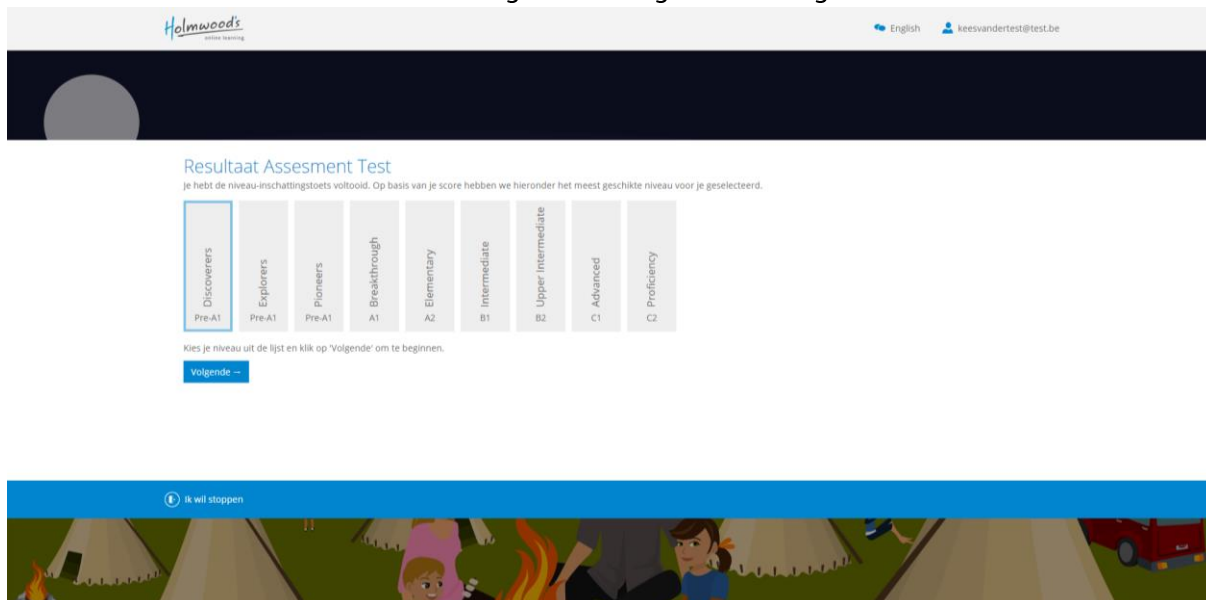 Holmwood's
online learning
English
keesvandertest@test.be
Resultaat Assesment Test
Je hebt de niveau-inschattingstoets voltooid. Op basis van je score hebben we hieronder het meest geschikte niveau voor je geselecteerd.
Discoverers
Pre-A1
Explorers
Pre-A1
Pioneers
Pre-A1
Breakthrough
A1
Elementary
A2
Intermediate
B1
Upper Intermediate
B2
Advanced
C1
Proficiency
C2
Kies je niveau uit de lijst en klik op 'Volgende' om te beginnen.
Volgende →
Ik wil stoppen